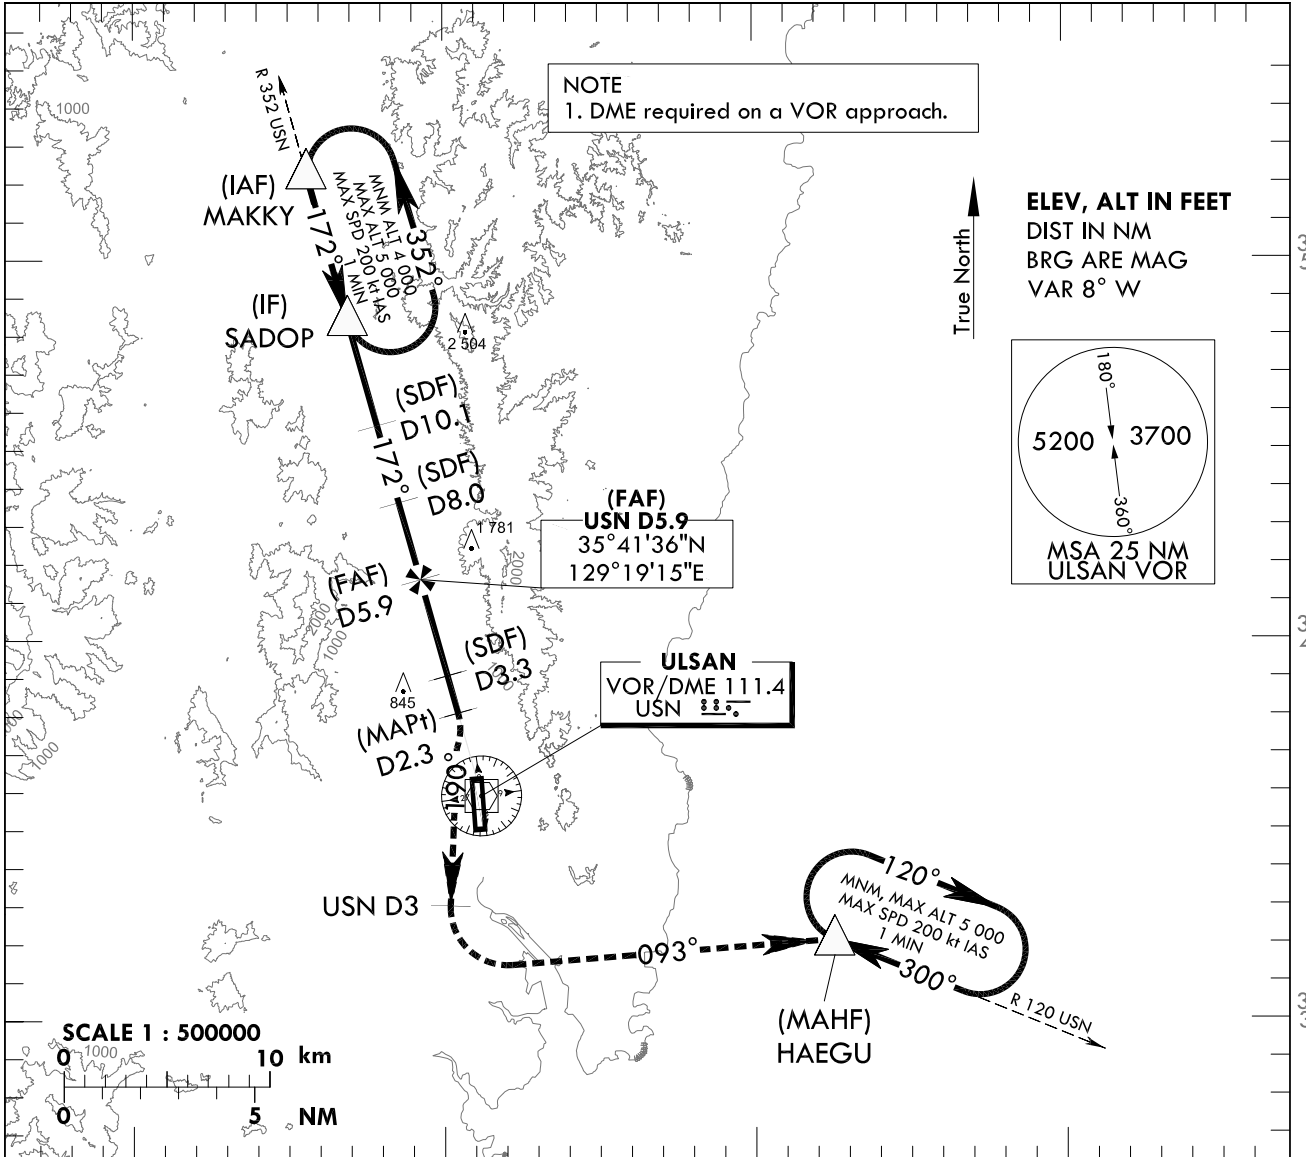 NOTE
1. DME required on a VOR approach.
R 352 USN
1000
(IAF)
MAKKY
172°
MNM ALT 4 000
MAX ALT 5 000
MAX SPD 200 kt IAS
1 MIN
352°
(IF)
SADOP
2 504
True North
ELEV, ALT IN FEET
DIST IN NM
BRG ARE MAG
VAR 8° W
180°
5200
3700
360°
MSA 25 NM
ULSAN VOR
(SDF)
D10.1
172°
(SDF)
D8.0
1 781
2000
(FAF)
USN D5.9
35°41'36"N
129°19'15"E
(FAF)
D5.9
2000
1000
(SDF)
D3.3
845
(MAPt)
D2.3
ULSAN
VOR/DME 111.4
USN
1000
190°
USN D3
093°
120°
MNM, MAX ALT 5 000
MAX SPD 200 kt IAS
1 MIN
300°
R 120 USN
(MAHF)
HAEGU
SCALE 1 : 500000
0 10 km
1000
0 5 NM